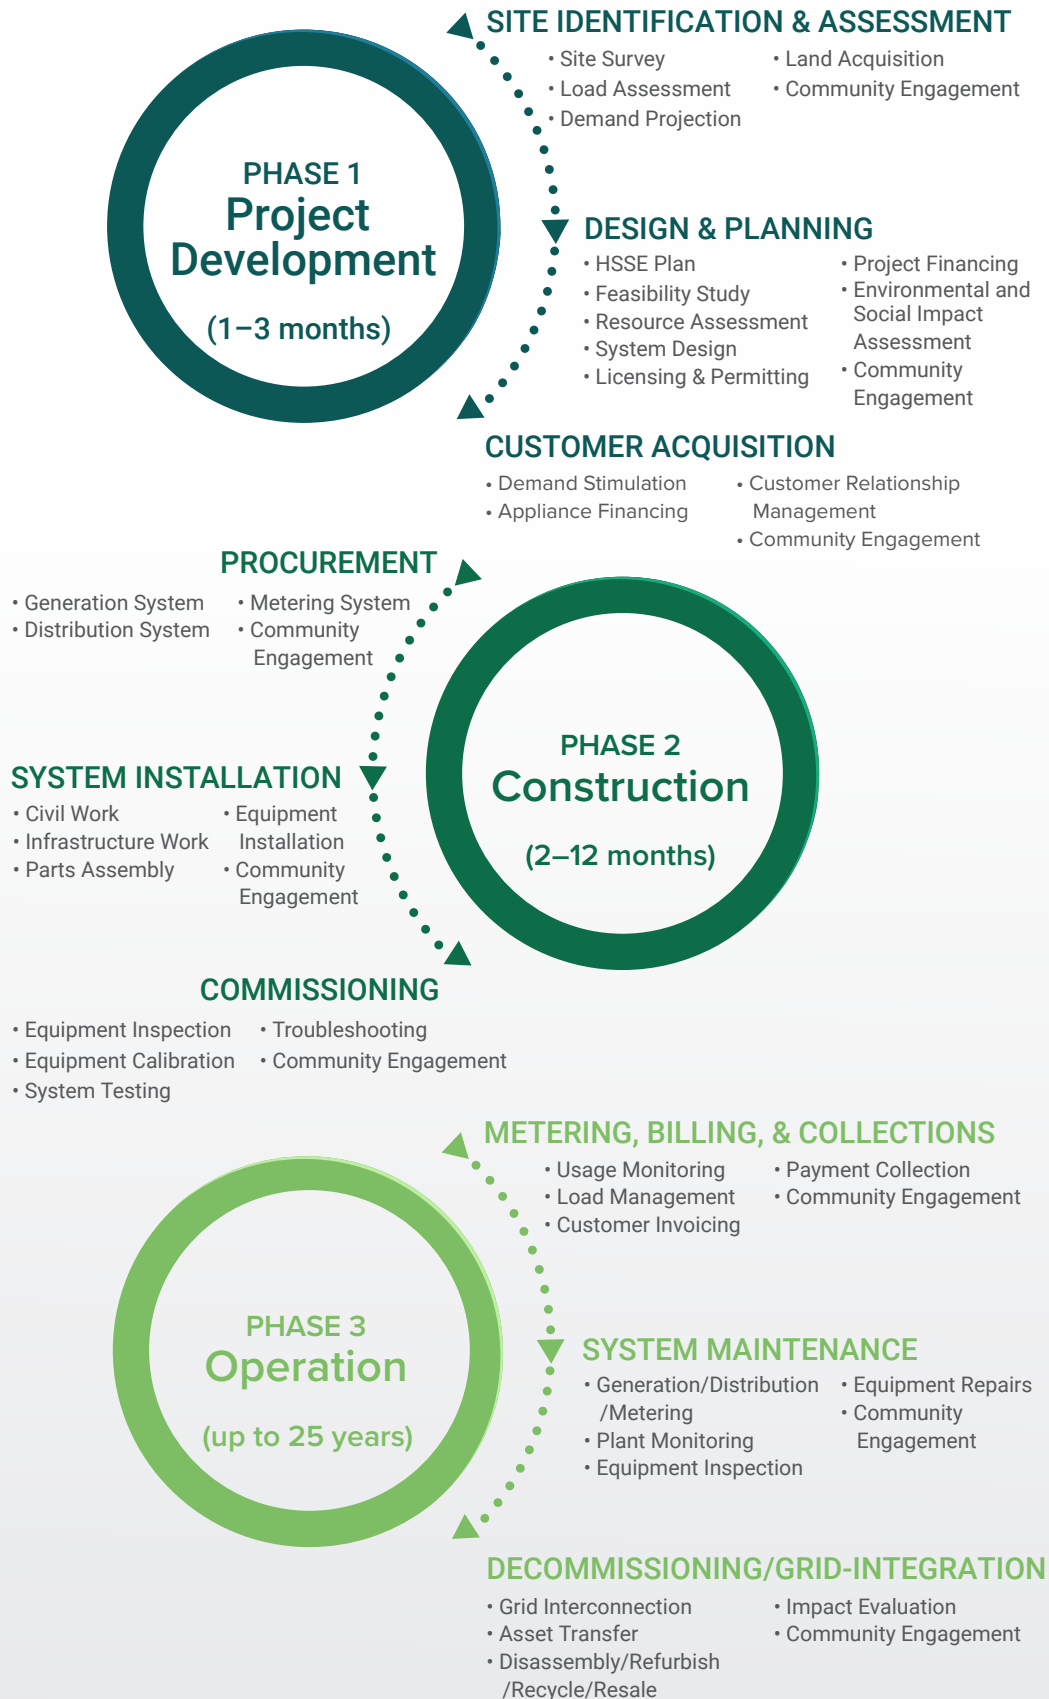 PHASE 1
Project
Development
(1–3 months)
SITE IDENTIFICATION & ASSESSMENT
• Site Survey
• Load Assessment
• Demand Projection
• Land Acquisition
• Community Engagement
DESIGN & PLANNING
• HSSE Plan
• Feasibility Study
• Resource Assessment
• System Design
• Licensing & Permitting
• Project Financing
• Environmental and
Social Impact
Assessment
• Community
Engagement
CUSTOMER ACQUISITION
• Demand Stimulation
• Appliance Financing
• Customer Relationship
Management
• Community Engagement
PHASE 2
Construction
(2–12 months)
PROCUREMENT
• Generation System
• Distribution System
• Metering System
• Community
Engagement
SYSTEM INSTALLATION
• Civil Work
• Infrastructure Work
• Parts Assembly
• Equipment
Installation
• Community
Engagement
COMMISSIONING
• Equipment Inspection
• Equipment Calibration
• System Testing
• Troubleshooting
• Community Engagement
PHASE 3
Operation
(up to 25 years)
METERING, BILLING, & COLLECTIONS
• Usage Monitoring
• Load Management
• Customer Invoicing
• Payment Collection
• Community Engagement
SYSTEM MAINTENANCE
• Generation/Distribution
/Metering
• Plant Monitoring
• Equipment Inspection
• Equipment Repairs
• Community
Engagement
DECOMMISSIONING/GRID-INTEGRATION
• Grid Interconnection
• Asset Transfer
• Disassembly/Refurbish
/Recycle/Resale
• Impact Evaluation
• Community Engagement